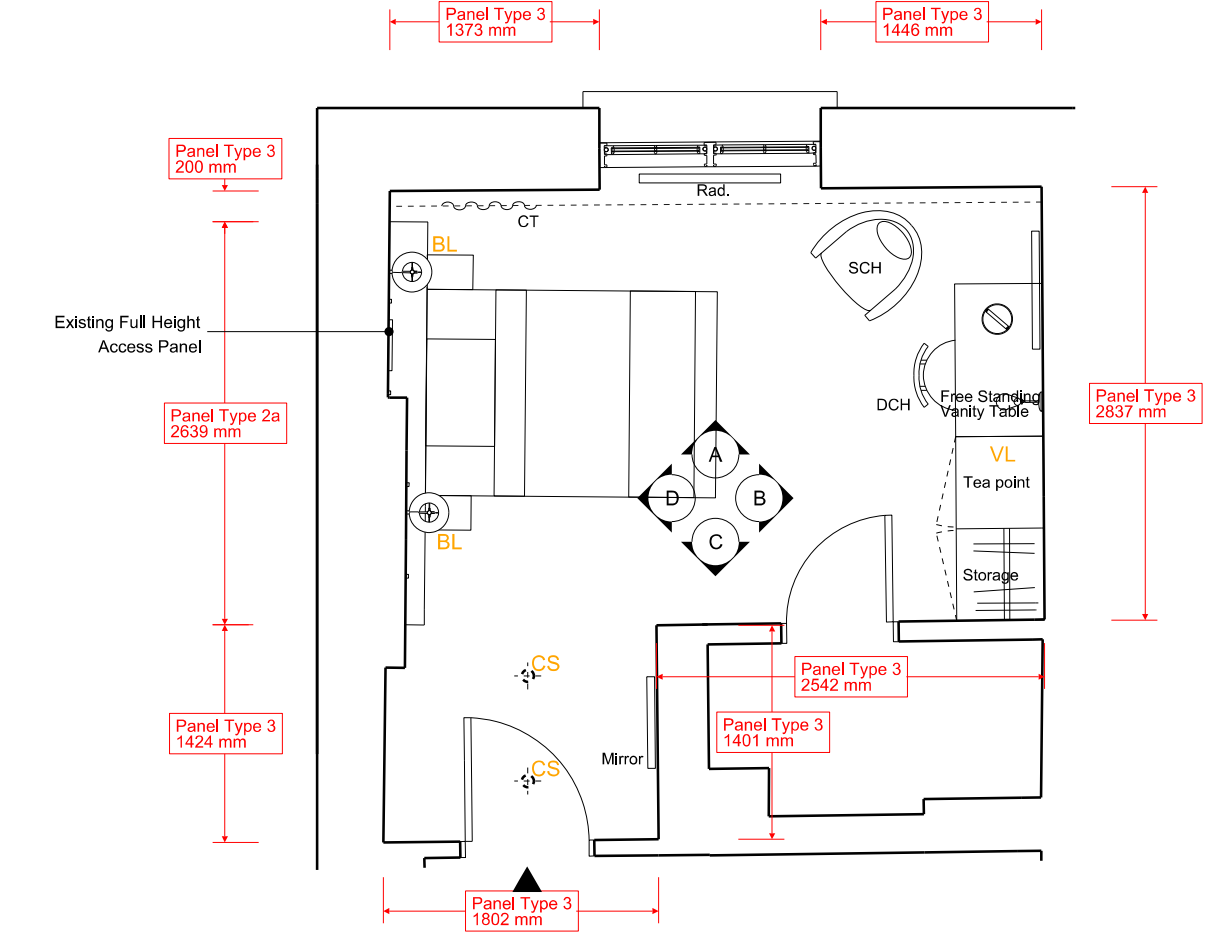 Panel Type 3
1373 mm
Panel Type 3
1446 mm
Panel Type 3
200 mm
Rad.
CT
BL
SCH
Existing Full Height
Access Panel
Panel Type 2a
2639 mm
DCH
Free Standing
Vanity Table
Panel Type 3
2837 mm
A
VL
D
B
Tea point
C
BL
Storage
CS
Panel Type 3
2542 mm
Panel Type 3
1424 mm
Panel Type 3
1401 mm
Mirror
CS
Panel Type 3
1802 mm